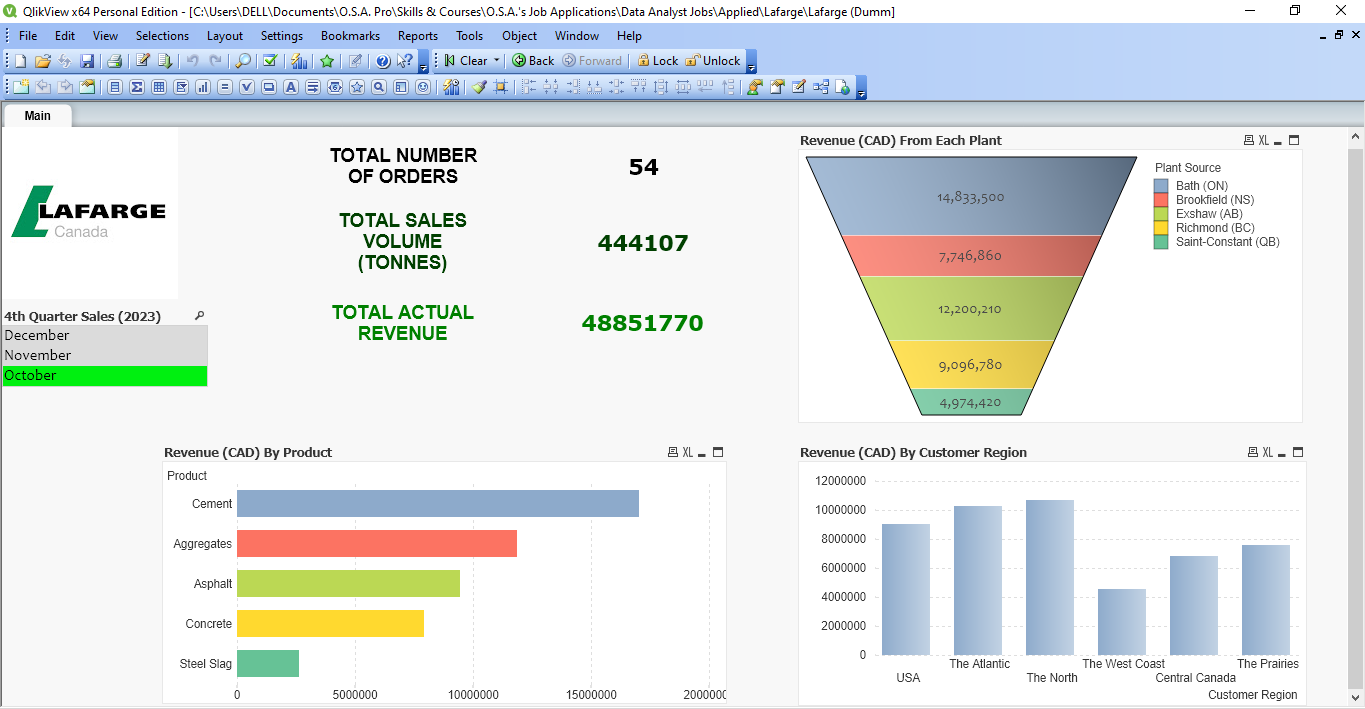 QlikView x64 Personal Edition - [C:\Users\DELL\Documents\O.S.A. Pro\Skills & Courses\O.S.A.'s Job Applications\Data Analyst Jobs\Applied\Lafarge\Lafarge (Dumm]
File Edit View Selections Layout Settings Bookmarks Reports Tools Object Window Help
Clear Back Forward Lock Unlock
Main
LAFARGE
Canada
4th Quarter Sales (2023)
December
November
October
TOTAL NUMBER
OF ORDERS
54
TOTAL SALES
VOLUME
(TONNES)
444107
TOTAL ACTUAL
REVENUE
48851770
Revenue (CAD) From Each Plant
XL
14,833,500
7,746,860
12,200,210
9,096,780
4,974,420
Plant Source
Bath (ON)
Brookfield (NS)
Exshaw (AB)
Richmond (BC)
Saint-Constant (QB)
Revenue (CAD) By Product
XL
Product
Cement
Aggregates
Asphalt
Concrete
Steel Slag
0 5000000 10000000 15000000 2000000
Revenue (CAD) By Customer Region
XL
12000000
10000000
8000000
6000000
4000000
2000000
0
The Atlantic The West Coast The Prairies
USA The North Central Canada
Customer Region